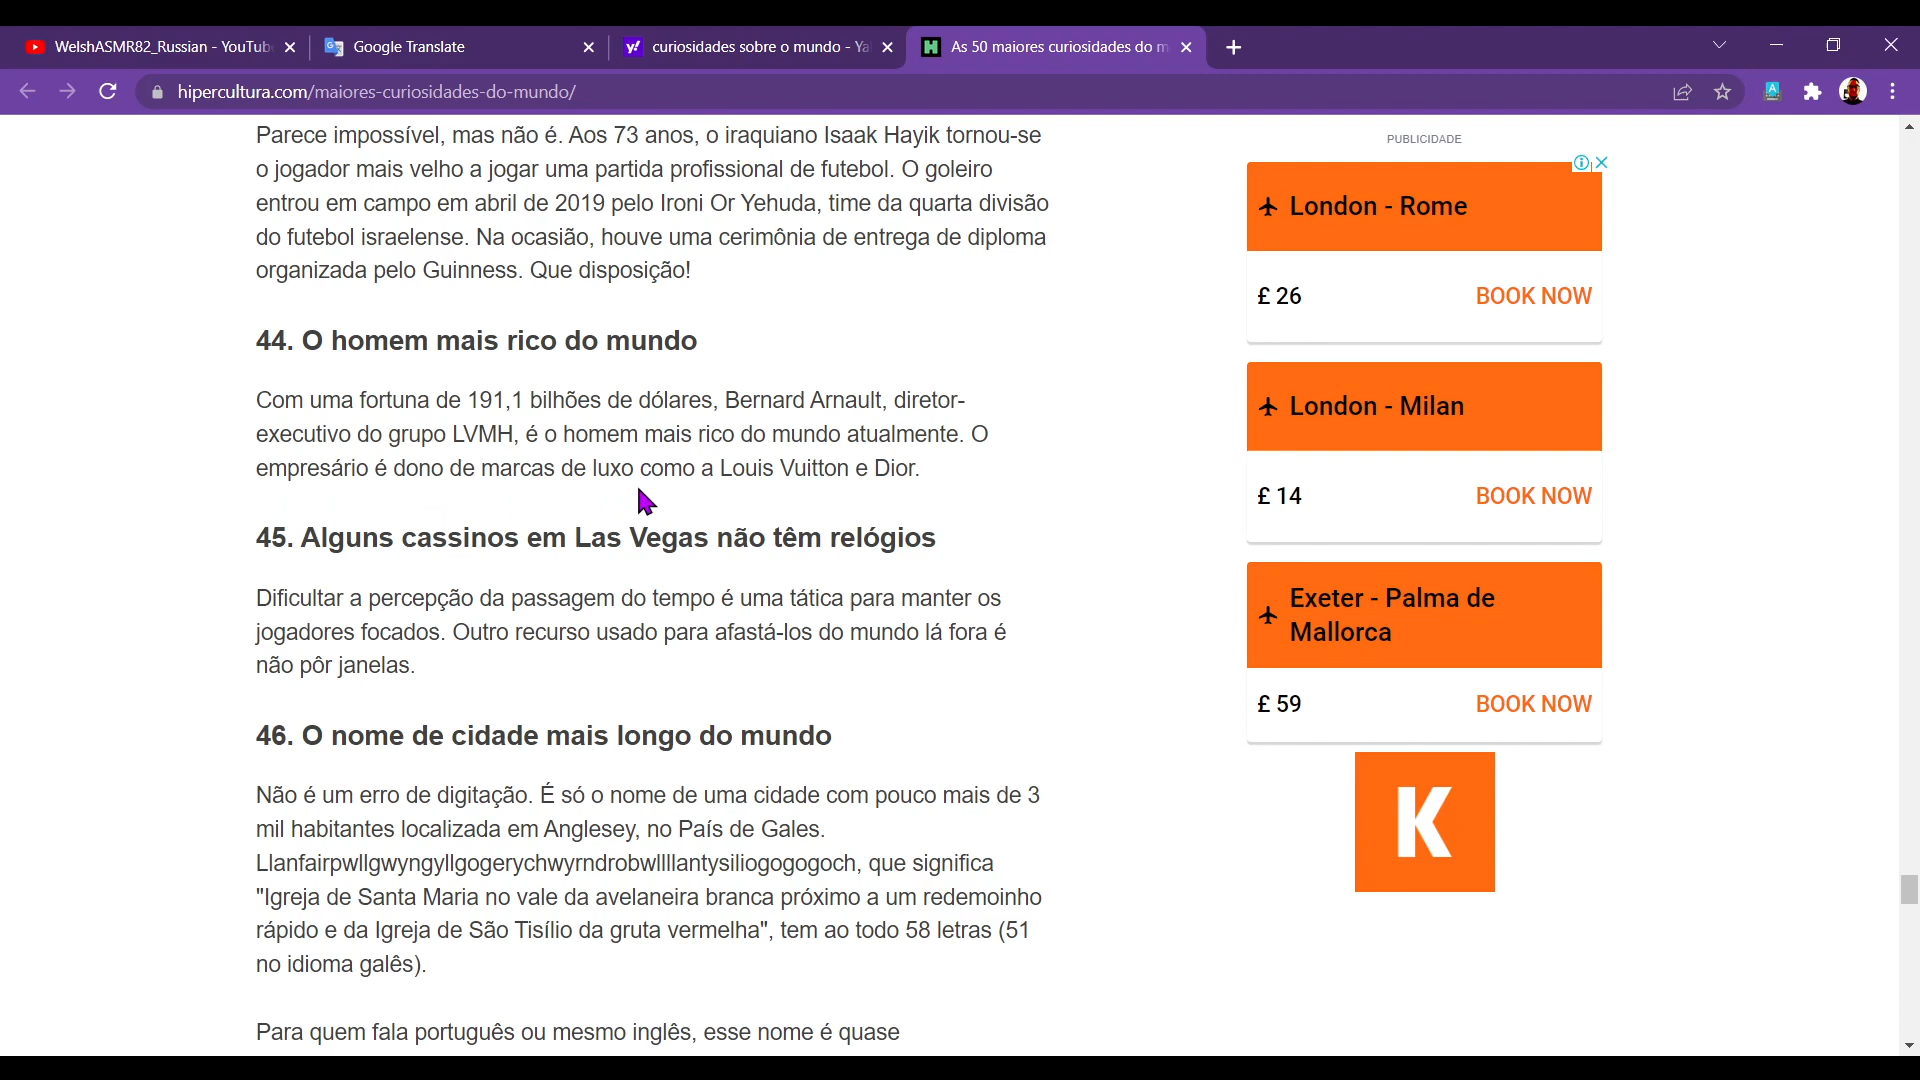 WelshASMR82_Russian - YouTub
Google Translate
curiosidades sobre o mundo - Ya
As 50 maiores curiosidades do m
hipercultura.com/maiores-curiosidades-do-mundo/
Parece impossível, mas não é. Aos 73 anos, o iraquiano Isaak Hayik tornou-se
o jogador mais velho a jogar uma partida profissional de futebol. O goleiro
entrou em campo em abril de 2019 pelo Ironi Or Yehuda, time da quarta divisão
do futebol israelense. Na ocasião, houve uma cerimônia de entrega de diploma
organizada pelo Guinness. Que disposição!
44. O homem mais rico do mundo
Com uma fortuna de 191,1 bilhões de dólares, Bernard Arnault, diretor-
executivo do grupo LVMH, é o homem mais rico do mundo atualmente. O
empresário é dono de marcas de luxo como a Louis Vuitton e Dior.
45. Alguns cassinos em Las Vegas não têm relógios
Dificultar a percepção da passagem do tempo é uma tática para manter os
jogadores focados. Outro recurso usado para afastá-los do mundo lá fora é
não pôr janelas.
46. O nome de cidade mais longo do mundo
Não é um erro de digitação. É só o nome de uma cidade com pouco mais de 3
mil habitantes localizada em Anglesey, no País de Gales.
Llanfairpwllgwyngyllgogerychwyrndrobwllllantysiliogogogoch, que significa
"Igreja de Santa Maria no vale da avelaneira branca próximo a um redemoinho
rápido e da Igreja de São Tisílio da gruta vermelha", tem ao todo 58 letras (51
no idioma galês).
Para quem fala português ou mesmo inglês, esse nome é quase
PUBLICIDADE
London - Rome
£ 26 BOOK NOW
London - Milan
£ 14 BOOK NOW
Exeter - Palma de
Mallorca
£ 59 BOOK NOW
K